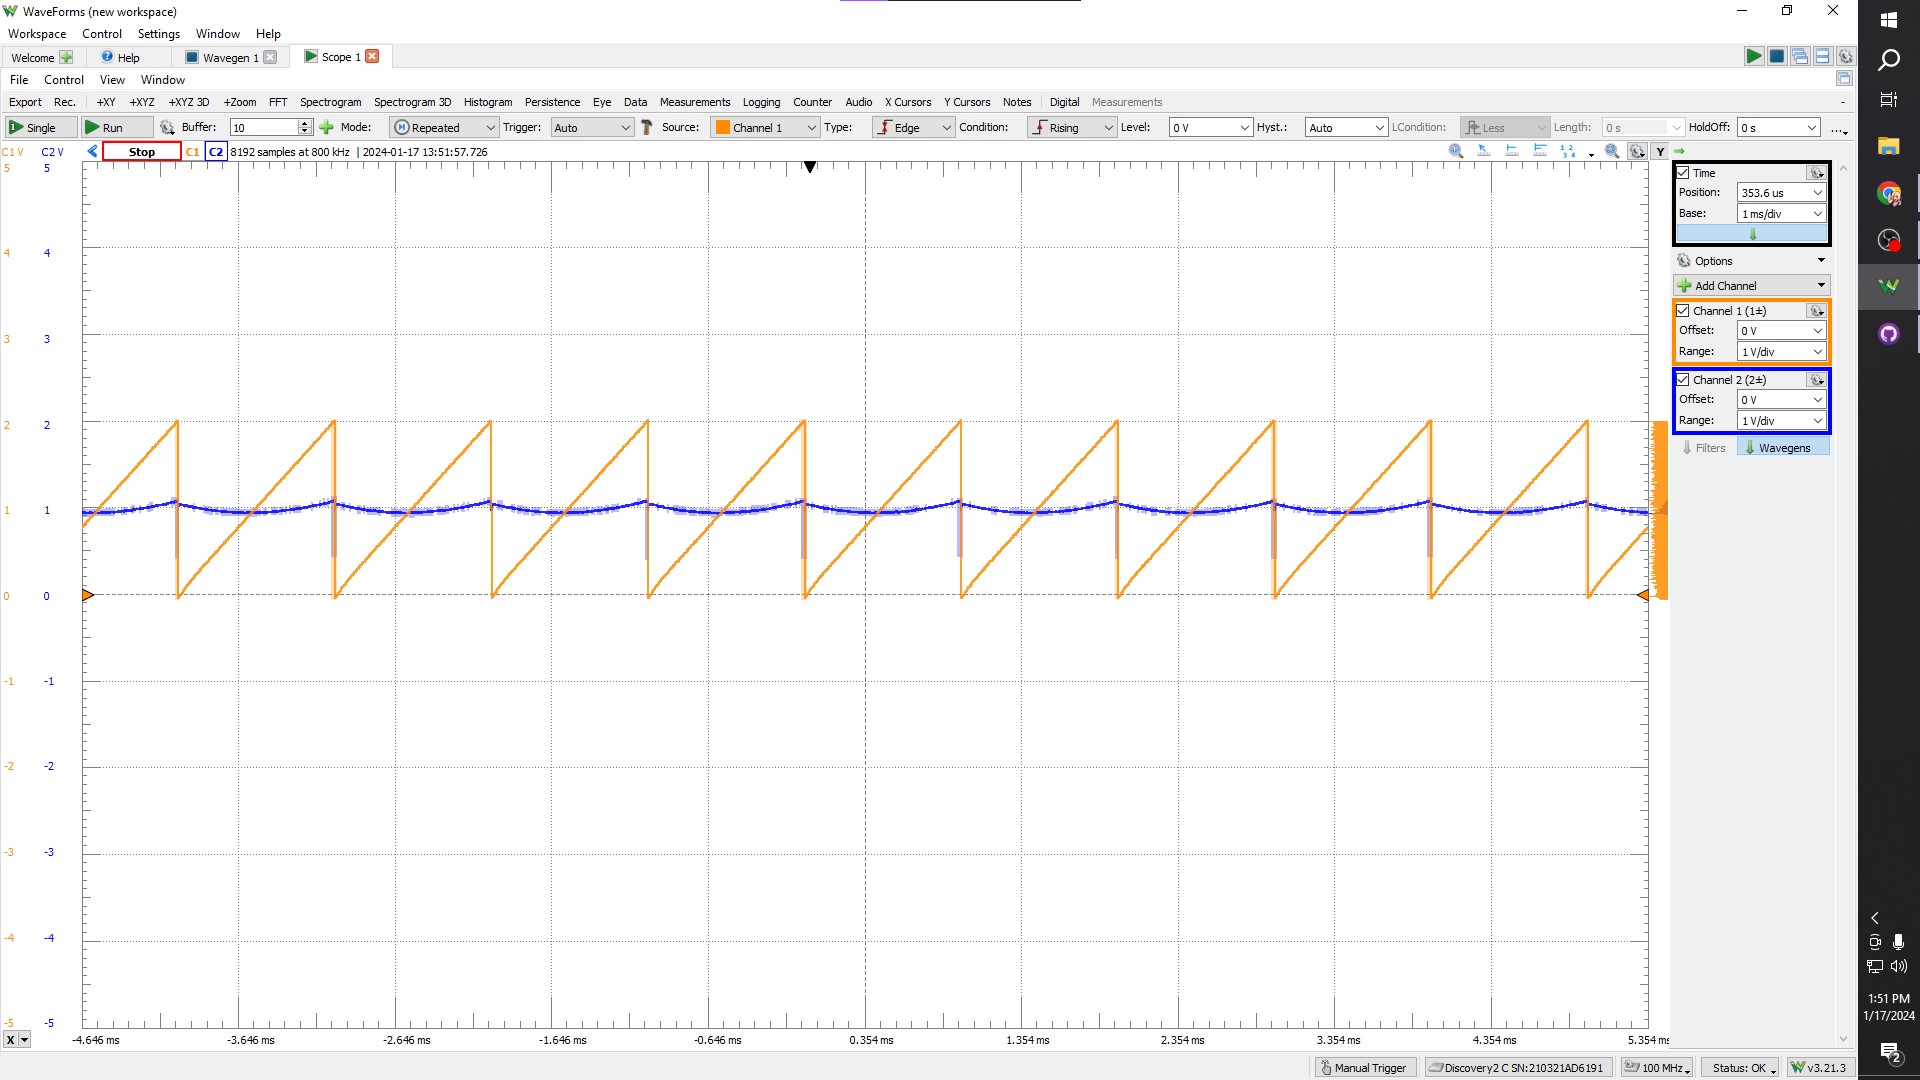 WaveForms (new workspace)
Workspace Control Settings Window Help
Welcome Help Wavegen 1 Scope 1
File Control View Window
Export Rec. +XY +XYZ +XYZ 3D +Zoom FFT Spectrogram Spectrogram 3D Histogram Persistence Eye Data Measurements Logging Counter Audio X Cursors Y Cursors Notes Digital Measurements -
Single Run Buffer: 10 Mode: Repeated Trigger: Auto Source: Channel 1 Type: Edge Condition: Rising Level: 0 V Hyst.: Auto LCondition: Less Length: 0 s HoldOff: 0 s ...
C1 V C2 V Stop C1 C2 8192 samples at 800 kHz | 2024-01-17 13:51:57.726 Y
5 5
4 4
3 3
2 2
1 1
0 0
-1 -1
-2 -2
-3 -3
-4 -4
-5 -5
X -4.646 ms -3.646 ms -2.646 ms -1.646 ms -0.646 ms 0.354 ms 1.354 ms 2.354 ms 3.354 ms 4.354 ms 5.354 ms
Time
Position: 353.6 us
Base: 1 ms/div
Options
Add Channel
Channel 1 (1±)
Offset: 0 V
Range: 1 V/div
Channel 2 (2±)
Offset: 0 V
Range: 1 V/div
Filters Wavegens
Manual Trigger Discovery2 C SN:210321AD6191 100 MHz Status: OK v3.21.3
1:51 PM
1/17/2024
2